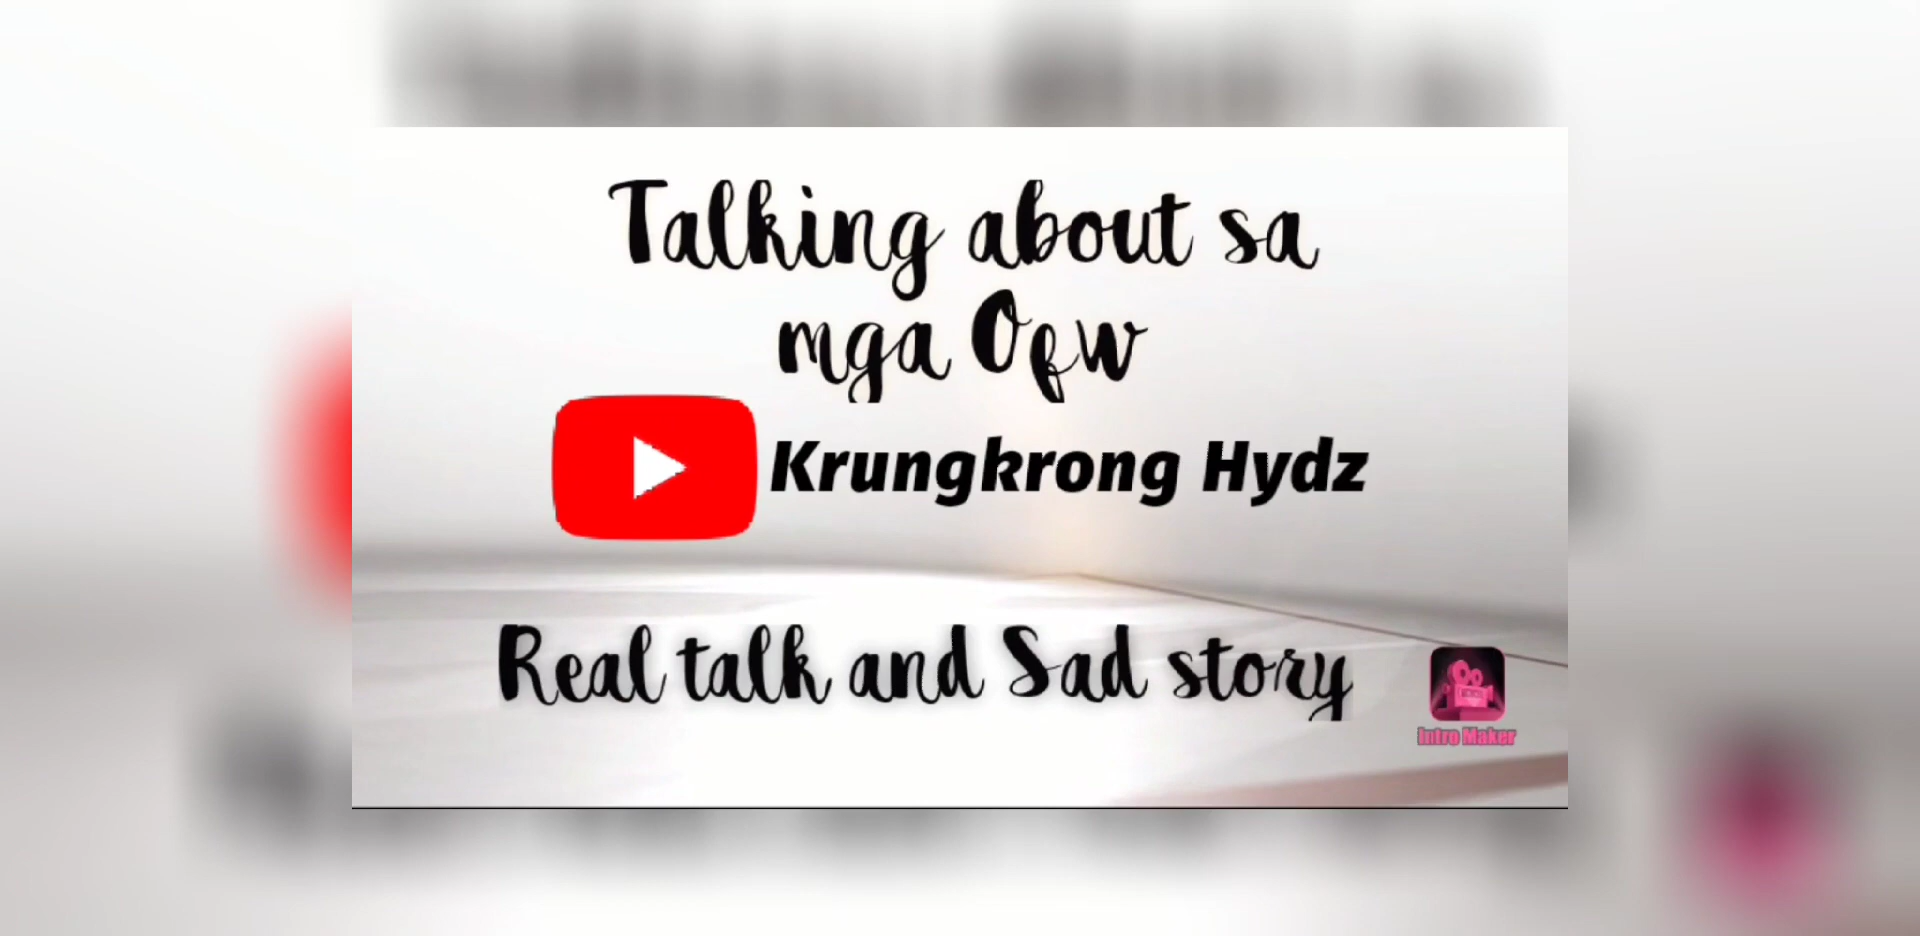 Talking about sa
mga Ofw
Krungkrong Hydz
Real talk and Sad story
Intro Maker